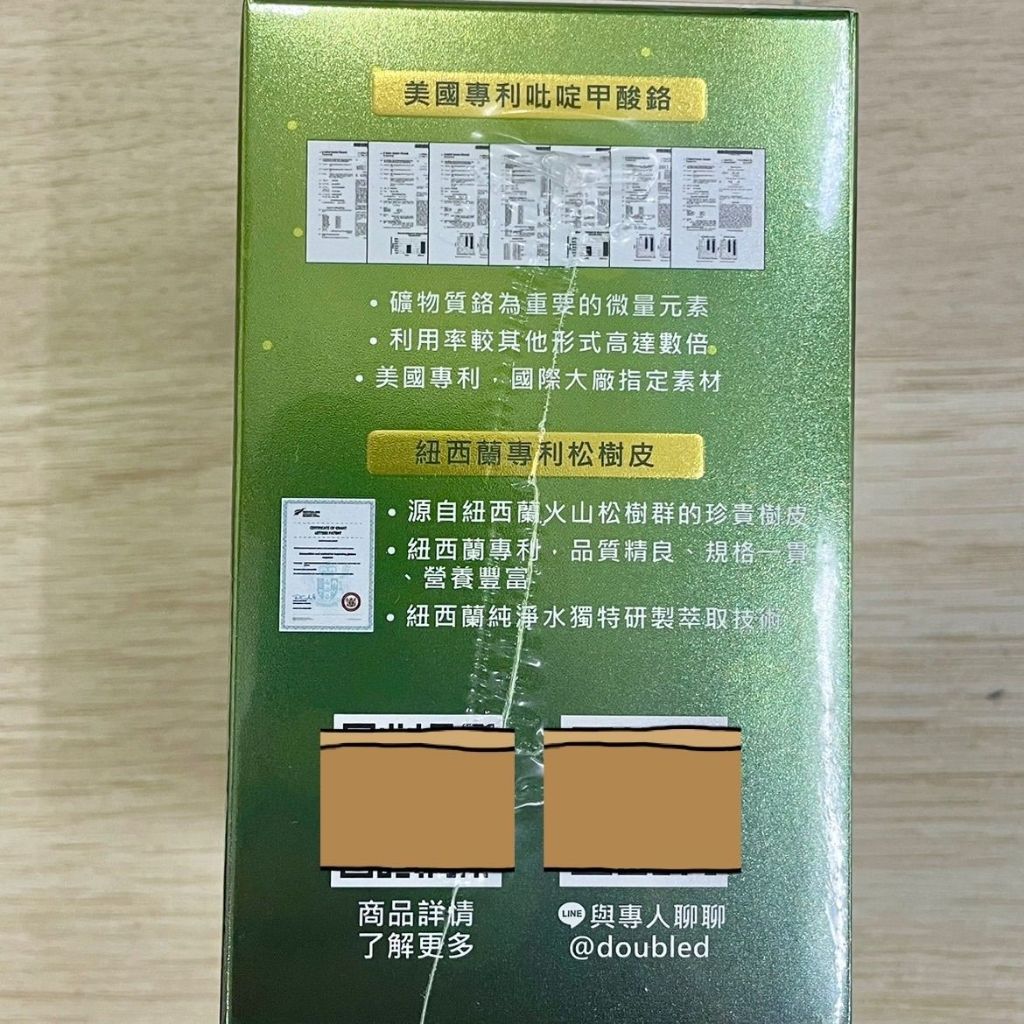 美國專利吡啶甲酸鉻
• 礦物質鉻為重要的微量元素
• 利用率較其他形式高達數倍
• 美國專利，國際大廠指定素材
紐西蘭專利松樹皮
• 源自紐西蘭火山松樹群的珍貴樹皮
• 紐西蘭專利，品質精良、規格一貫
、營養豐富
• 紐西蘭純淨水獨特研製萃取技術
商品詳情
了解更多
LINE 與專人聊聊
@doubled